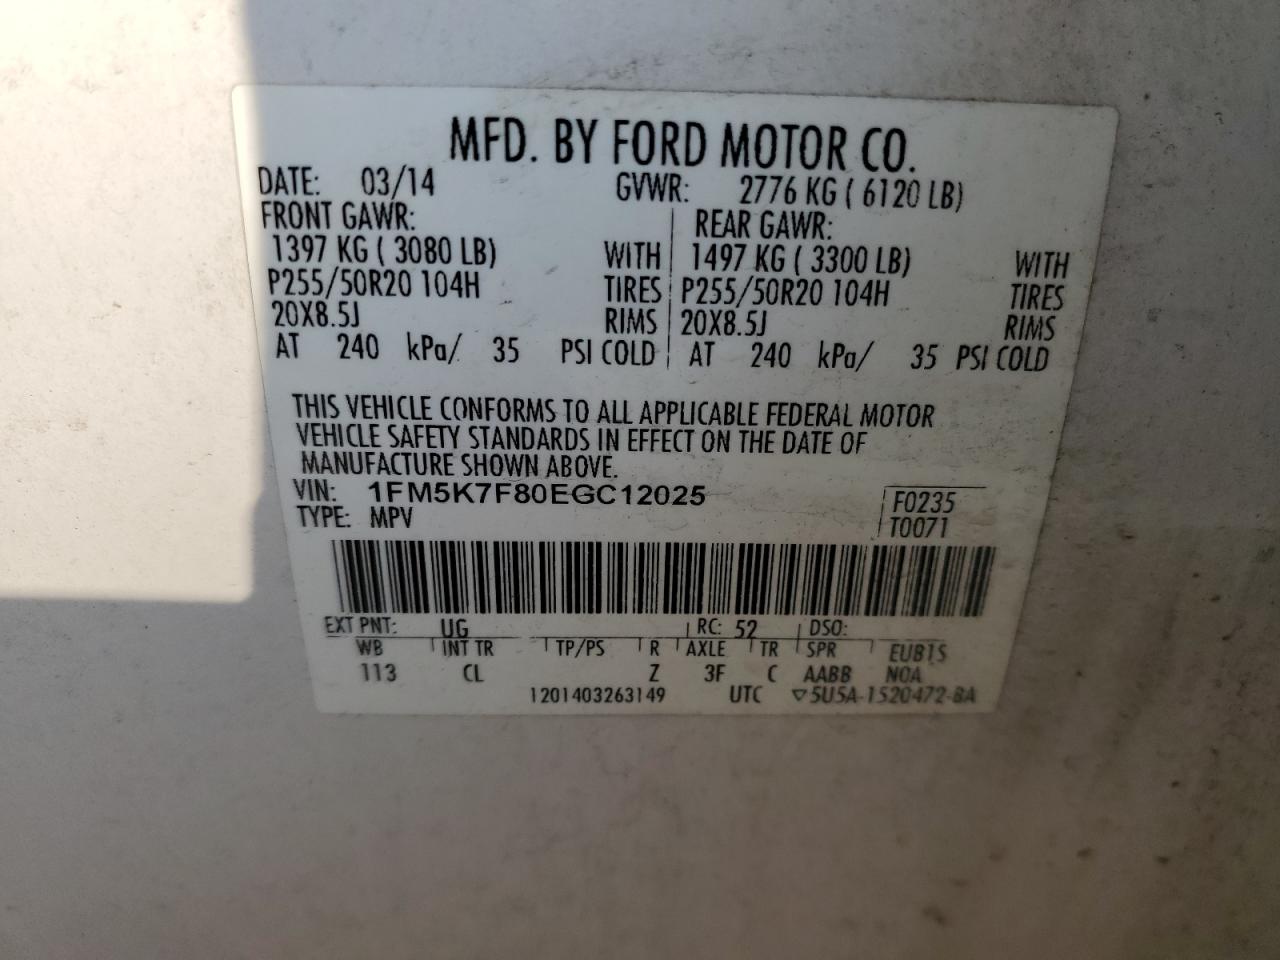 MFD. BY FORD MOTOR CO.
DATE: 03/14 GVWR: 2776 KG ( 6120 LB)
FRONT GAWR: REAR GAWR:
1397 KG ( 3080 LB) WITH 1497 KG ( 3300 LB) WITH
P255/50R20 104H TIRES P255/50R20 104H TIRES
20X8.5J RIMS 20X8.5J RIMS
AT 240 kPa/ 35 PSI COLD AT 240 kPa/ 35 PSI COLD
THIS VEHICLE CONFORMS TO ALL APPLICABLE FEDERAL MOTOR
VEHICLE SAFETY STANDARDS IN EFFECT ON THE DATE OF
MANUFACTURE SHOWN ABOVE.
VIN: 1FM5K7F80EGC12025 F0235
TYPE: MPV T0071
EXT PNT: UG RC: 52 DSO:
WB INT TR TP/PS R AXLE TR SPR EUB1S
113 CL Z 3F C AABB NOA
1201403263149 UTC ▽5U5A-1520472-BA